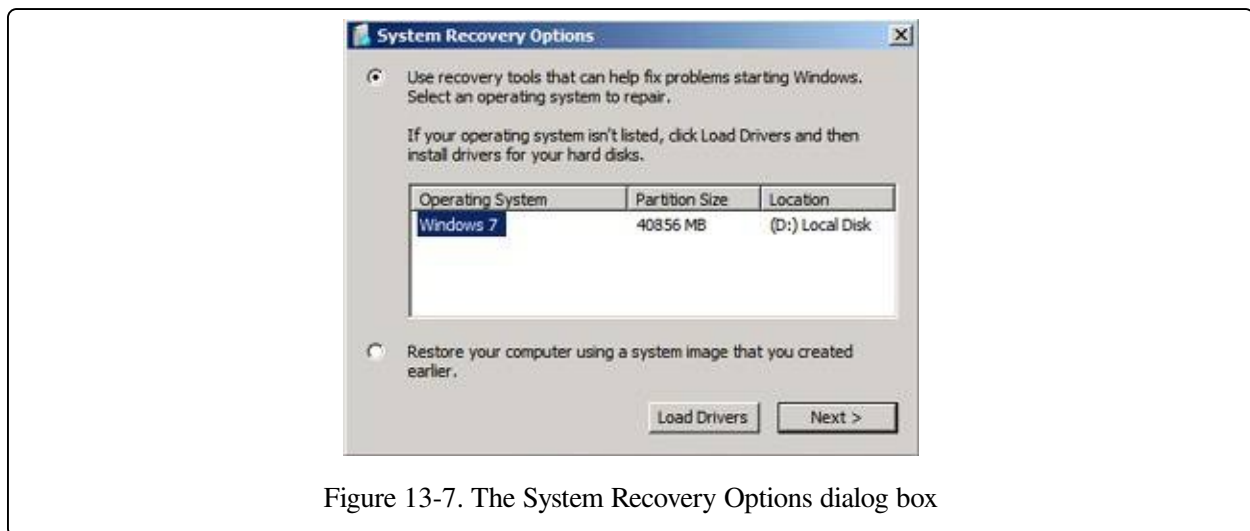 System Recovery Options
Use recovery tools that can help fix problems starting Windows.
Select an operating system to repair.
If your operating system isn't listed, click Load Drivers and then
install drivers for your hard disks.
Operating System Partition Size Location
Windows 7 40856 MB (D:) Local Disk
Restore your computer using a system image that you created
earlier.
Load Drivers Next >
Figure 13-7. The System Recovery Options dialog box